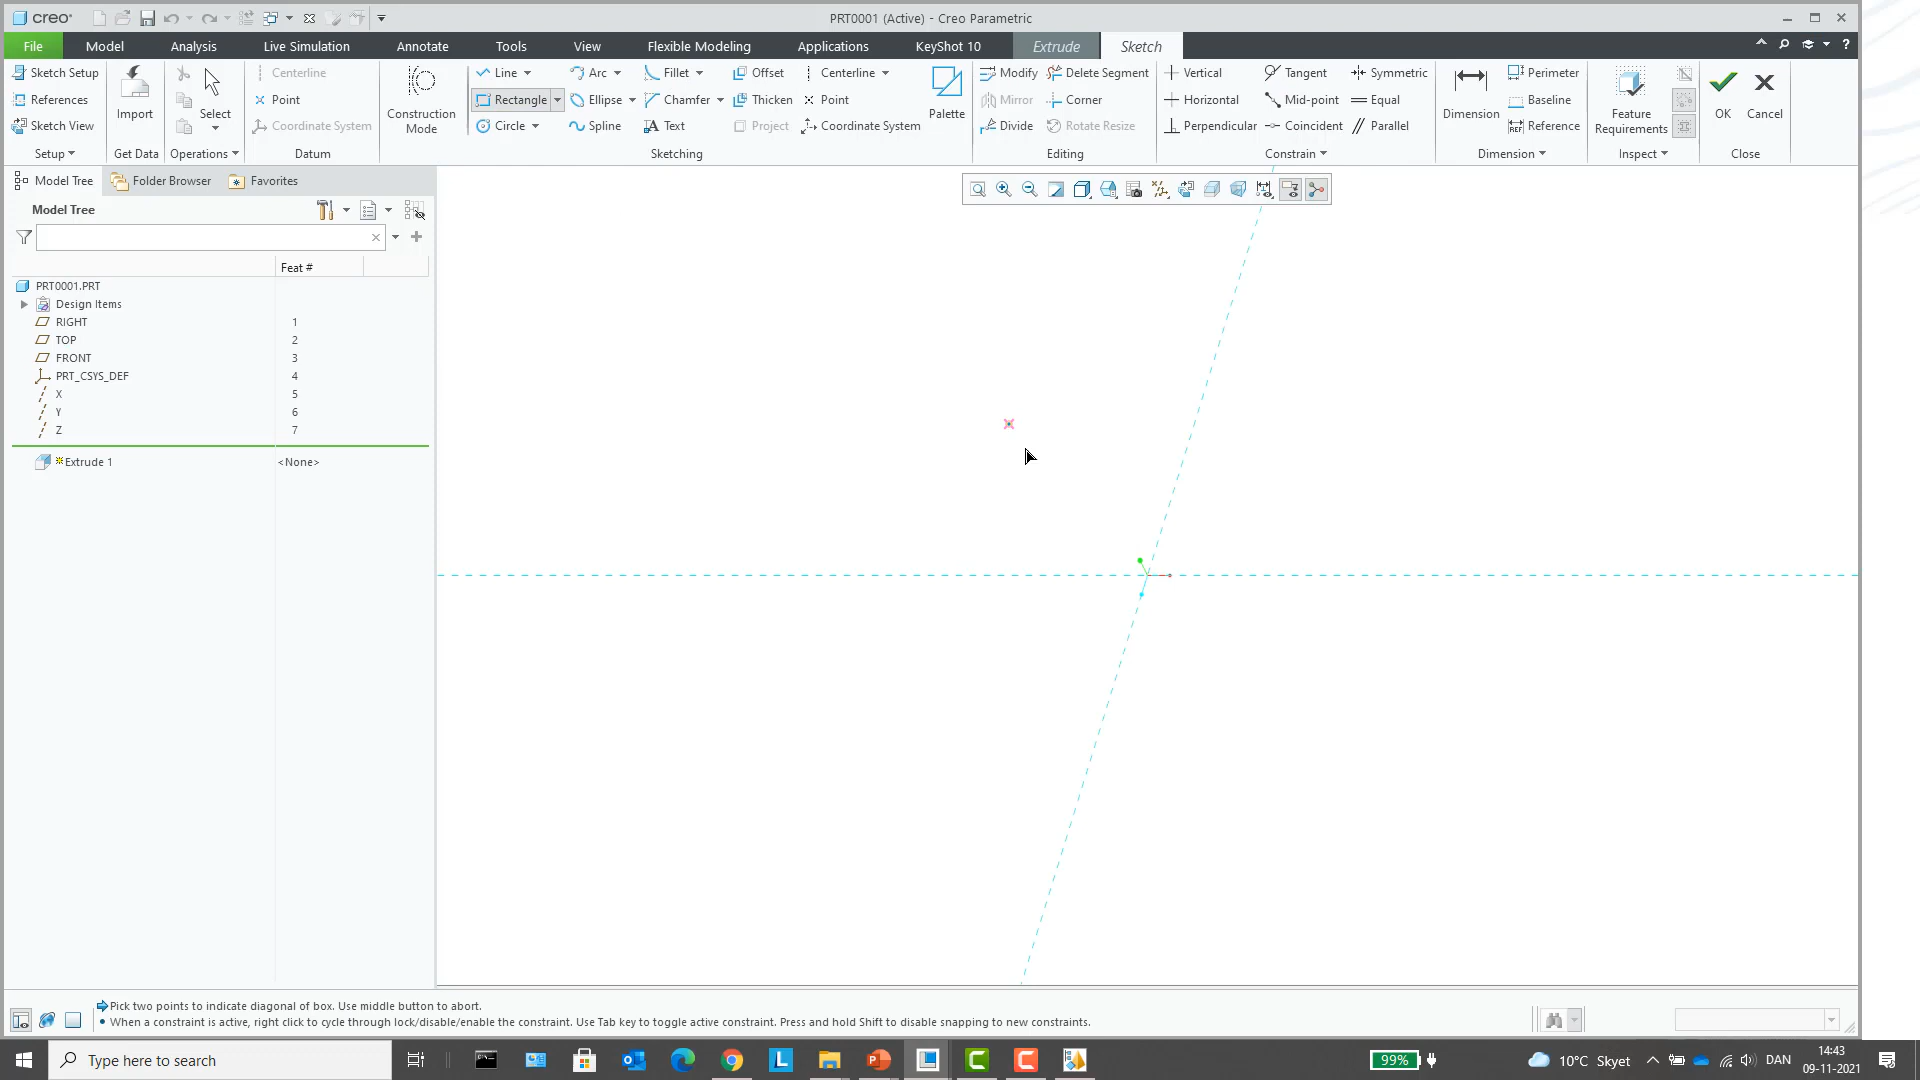 creo
PRT0001 (Active) - Creo Parametric
File Model Analysis Live Simulation Annotate Tools View Flexible Modeling Applications KeyShot 10 Extrude Sketch
Sketch Setup
References
Sketch View
Setup
Import
Get Data
Select
Operations
Centerline
Point
Coordinate System
Datum
Construction
Mode
Line Arc Fillet Offset Centerline
Rectangle Ellipse Chamfer Thicken Point
Circle Spline Text Project Coordinate System
Palette
Sketching
Modify Delete Segment
Mirror Corner
Divide Rotate Resize
Editing
Vertical Tangent Symmetric
Horizontal Mid-point Equal
Perpendicular Coincident Parallel
Constrain
Dimension
Perimeter
Baseline
REF Reference
Dimension
Feature
Requirements
Inspect
OK Cancel
Close
Model Tree Folder Browser Favorites
Model Tree
Feat #
PRT0001.PRT
Design Items
RIGHT 1
TOP 2
FRONT 3
PRT_CSYS_DEF 4
X 5
Y 6
Z 7
Extrude 1 <None>
Pick two points to indicate diagonal of box. Use middle button to abort.
• When a constraint is active, right click to cycle through lock/disable/enable the constraint. Use Tab key to toggle active constraint. Press and hold Shift to disable snapping to new constraints.
Type here to search
99%
10°C Skyet
DAN
14:43
09-11-2021